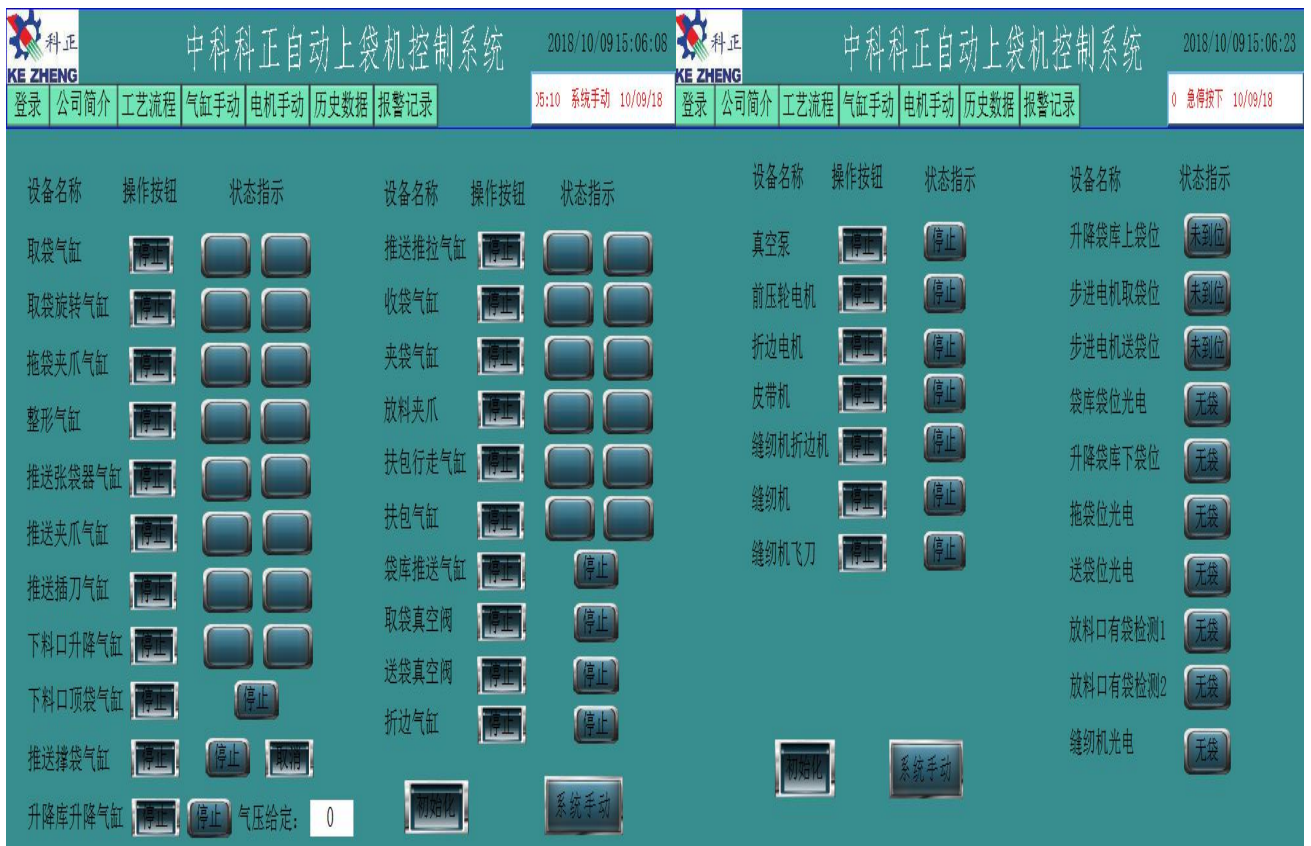 科正
KE ZHENG
中科科正自动上袋机控制系统
2018/10/09 15:06:08
登录 公司简介 工艺流程 气缸手动 电机手动 历史数据 报警记录
05:10 系统手动 10/09/18
设备名称 操作按钮 状态指示
取袋气缸 停止
取袋旋转气缸 停止
拖袋夹爪气缸 停止
整形气缸 停止
推送张袋器气缸 停止
推送夹爪气缸 停止
推送插刀气缸 停止
下料口升降气缸 停止
下料口顶袋气缸 停止 停止
推送撑袋气缸 停止 停止 取消
升降库升降气缸 停止 停止 气压给定： 0
设备名称 操作按钮 状态指示
推送推拉气缸 停止
收袋气缸 停止
夹袋气缸 停止
放料夹爪 停止
扶包行走气缸 停止
扶包气缸 停止
袋库推送气缸 停止 停止
取袋真空阀 停止 停止
送袋真空阀 停止 停止
折边气缸 停止 停止
初始化 系统手动
科正
KE ZHENG
中科科正自动上袋机控制系统
2018/10/09 15:06:23
登录 公司简介 工艺流程 气缸手动 电机手动 历史数据 报警记录
0 急停按下 10/09/18
设备名称 操作按钮 状态指示
真空泵 停止 停止
前压轮电机 停止 停止
折边电机 停止 停止
皮带机 停止 停止
缝纫机折边机 停止 停止
缝纫机 停止 停止
缝纫机飞刀 停止 停止
初始化 系统手动
设备名称 状态指示
升降袋库上袋位 未到位
步进电机取袋位 未到位
步进电机送袋位 未到位
袋库袋位光电 无袋
升降袋库下袋位 无袋
拖袋位光电 无袋
送袋位光电 无袋
放料口有袋检测1 无袋
放料口有袋检测2 无袋
缝纫机光电 无袋